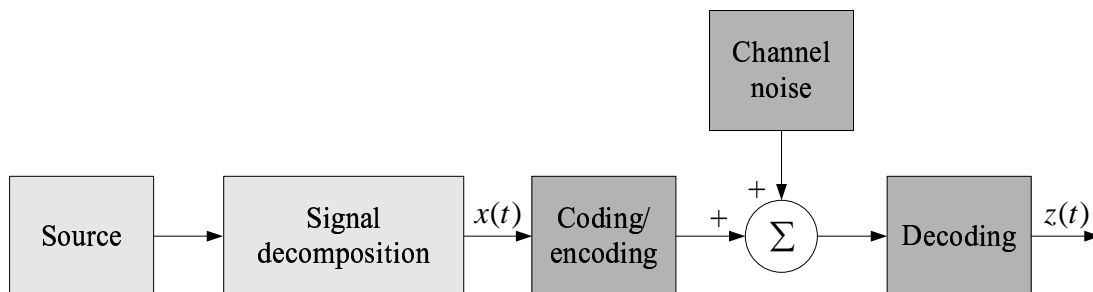 Channel
noise
+
Source
Signal
decomposition
x(t)
Coding/
encoding
+
Σ
Decoding
z(t)